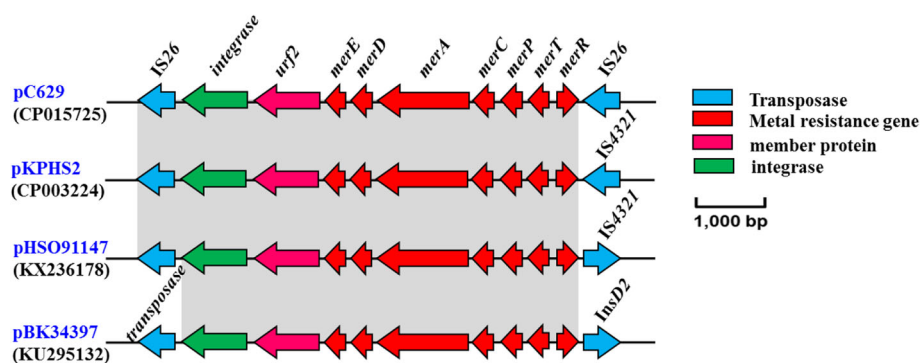 IS26 integrase urf2 merE merD merA merC merP merT merR IS26
pC629
(CP015725)
IS4321
pKPHS2
(CP003224)
IS4321
pHSO91147
(KX236178)
transposase
InsD2
pBK34397
(KU295132)
Transposase
Metal resistance gene
member protein
integrase
1,000 bp